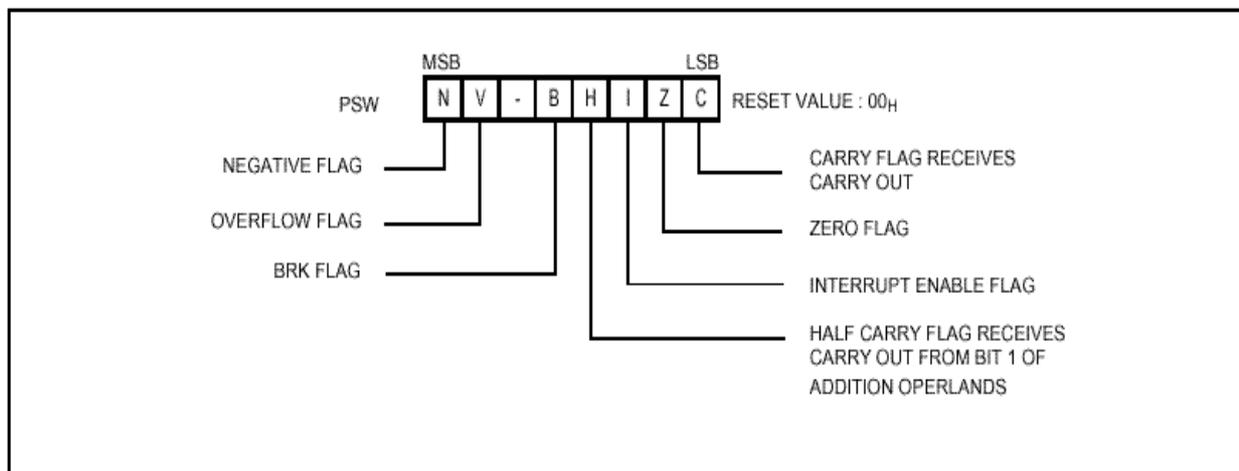 MSB LSB
PSW N V - B H I Z C RESET VALUE : 00H
NEGATIVE FLAG
OVERFLOW FLAG
BRK FLAG
CARRY FLAG RECEIVES
CARRY OUT
ZERO FLAG
INTERRUPT ENABLE FLAG
HALF CARRY FLAG RECEIVES
CARRY OUT FROM BIT 1 OF
ADDITION OPERLANDS